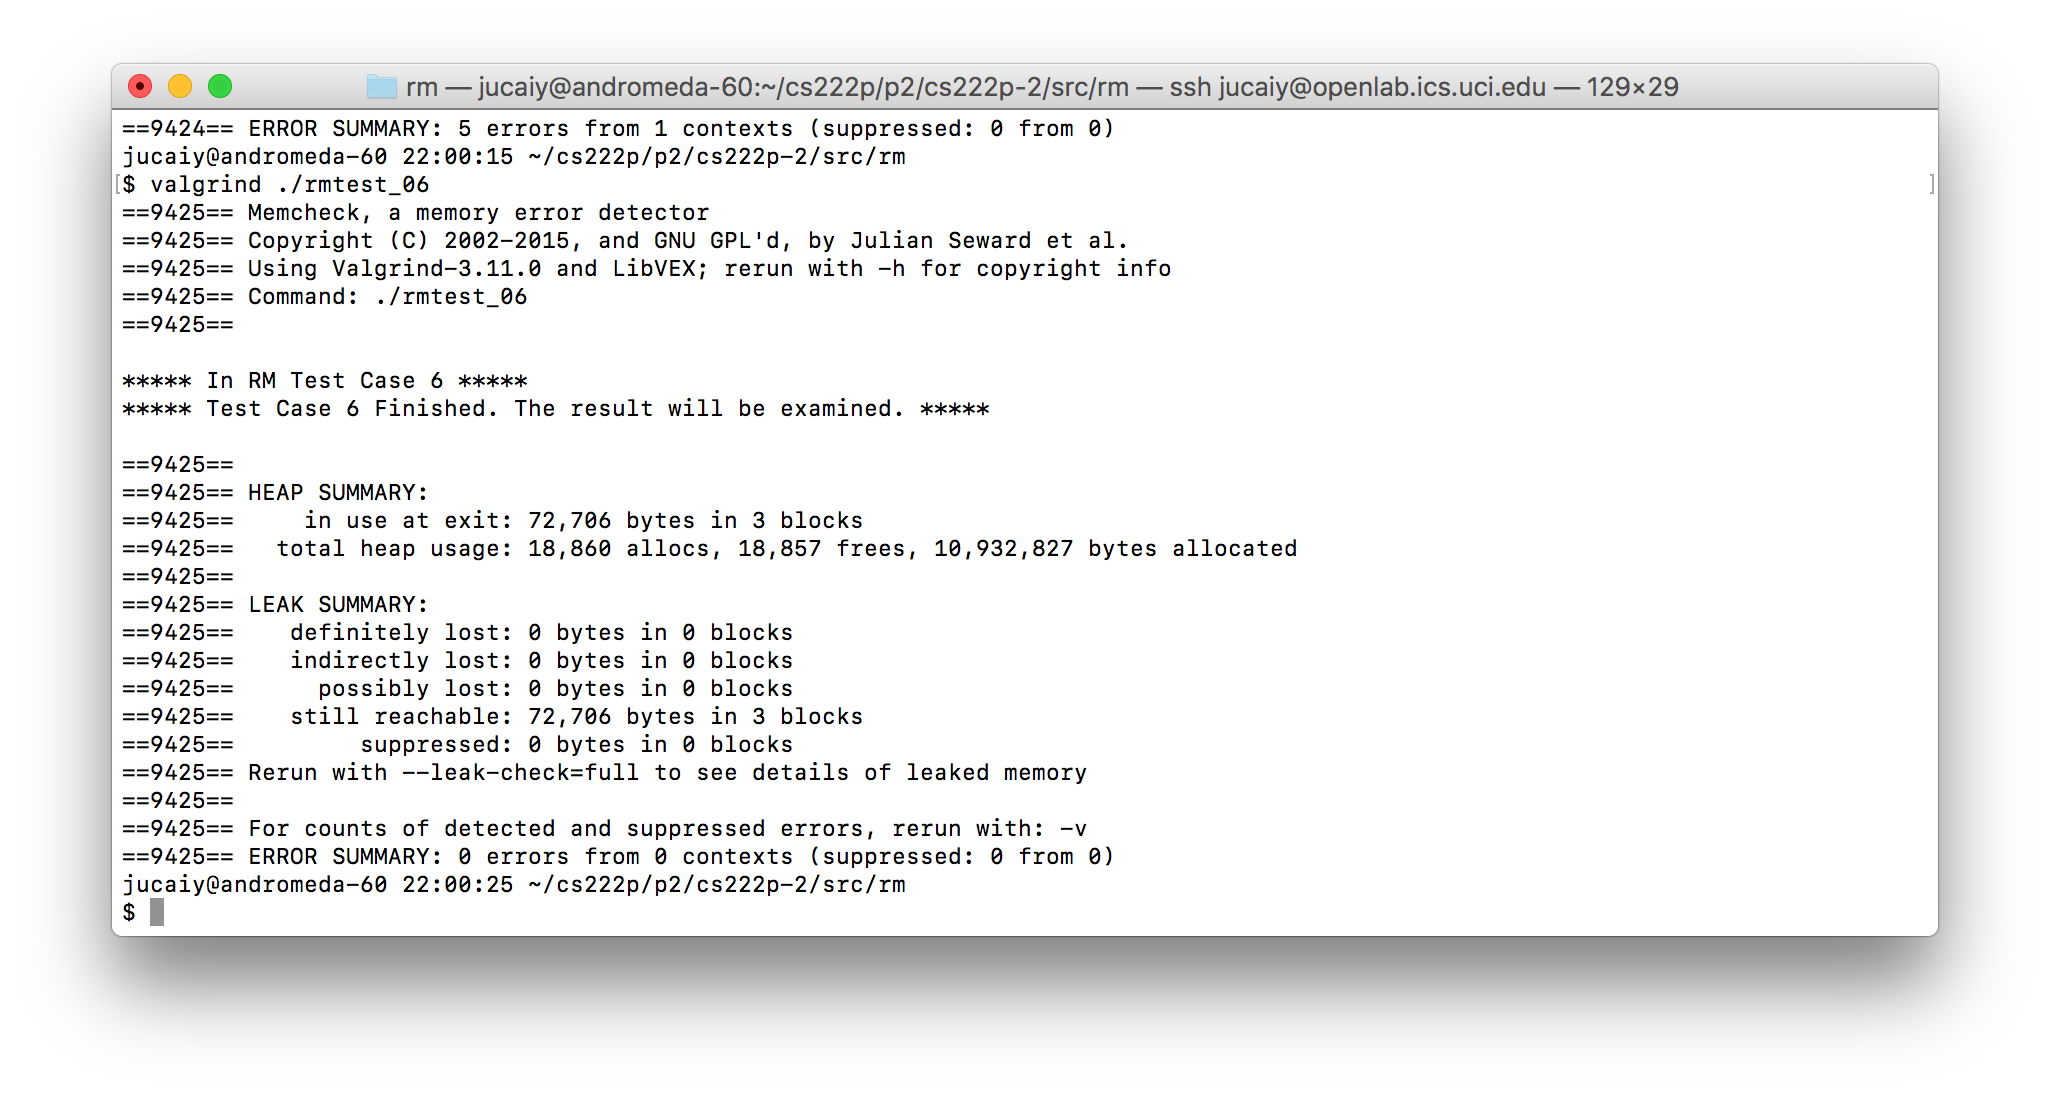 rm — jucaiy@andromeda-60:~/cs222p/p2/cs222p-2/src/rm — ssh jucaiy@openlab.ics.uci.edu — 129×29
==9424== ERROR SUMMARY: 5 errors from 1 contexts (suppressed: 0 from 0)
jucaiy@andromeda-60 22:00:15 ~/cs222p/p2/cs222p-2/src/rm
[$ valgrind ./rmtest_06 ]
==9425== Memcheck, a memory error detector
==9425== Copyright (C) 2002-2015, and GNU GPL'd, by Julian Seward et al.
==9425== Using Valgrind-3.11.0 and LibVEX; rerun with -h for copyright info
==9425== Command: ./rmtest_06
==9425==
***** In RM Test Case 6 *****
***** Test Case 6 Finished. The result will be examined. *****
==9425==
==9425== HEAP SUMMARY:
==9425==     in use at exit: 72,706 bytes in 3 blocks
==9425==   total heap usage: 18,860 allocs, 18,857 frees, 10,932,827 bytes allocated
==9425==
==9425== LEAK SUMMARY:
==9425==    definitely lost: 0 bytes in 0 blocks
==9425==    indirectly lost: 0 bytes in 0 blocks
==9425==      possibly lost: 0 bytes in 0 blocks
==9425==    still reachable: 72,706 bytes in 3 blocks
==9425==         suppressed: 0 bytes in 0 blocks
==9425== Rerun with --leak-check=full to see details of leaked memory
==9425==
==9425== For counts of detected and suppressed errors, rerun with: -v
==9425== ERROR SUMMARY: 0 errors from 0 contexts (suppressed: 0 from 0)
jucaiy@andromeda-60 22:00:25 ~/cs222p/p2/cs222p-2/src/rm
$